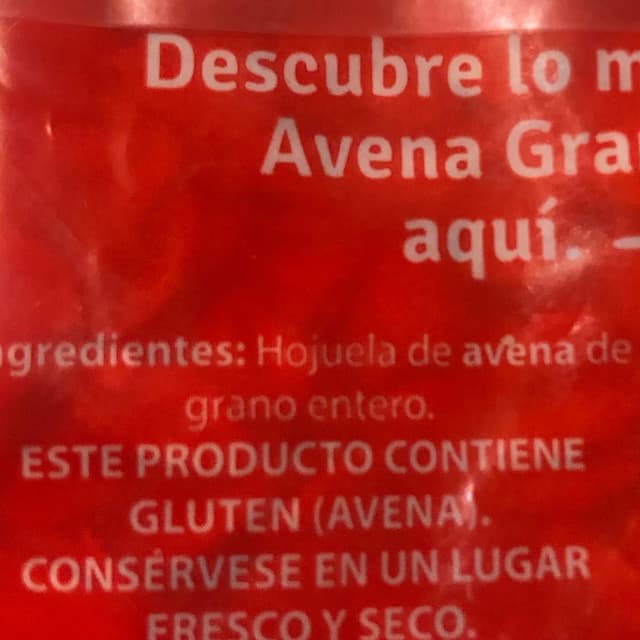 Descubre lo m
Avena Gra
aquí. –
gredientes: Hojuela de avena de
grano entero.
ESTE PRODUCTO CONTIENE
GLUTEN (AVENA).
CONSÉRVESE EN UN LUGAR
FRESCO Y SECO.